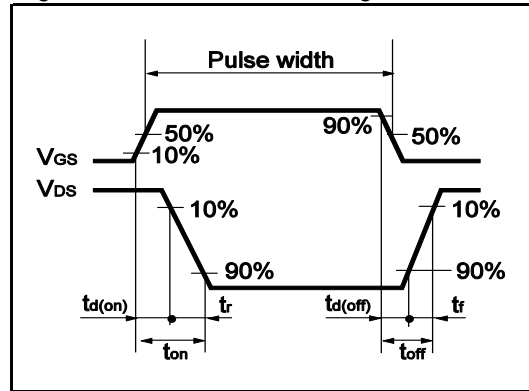 Pulse width
90%
50%
50%
10%
VGS
VDS
10%
10%
90%
90%
td(on)
tr
td(off)
tf
ton
toff